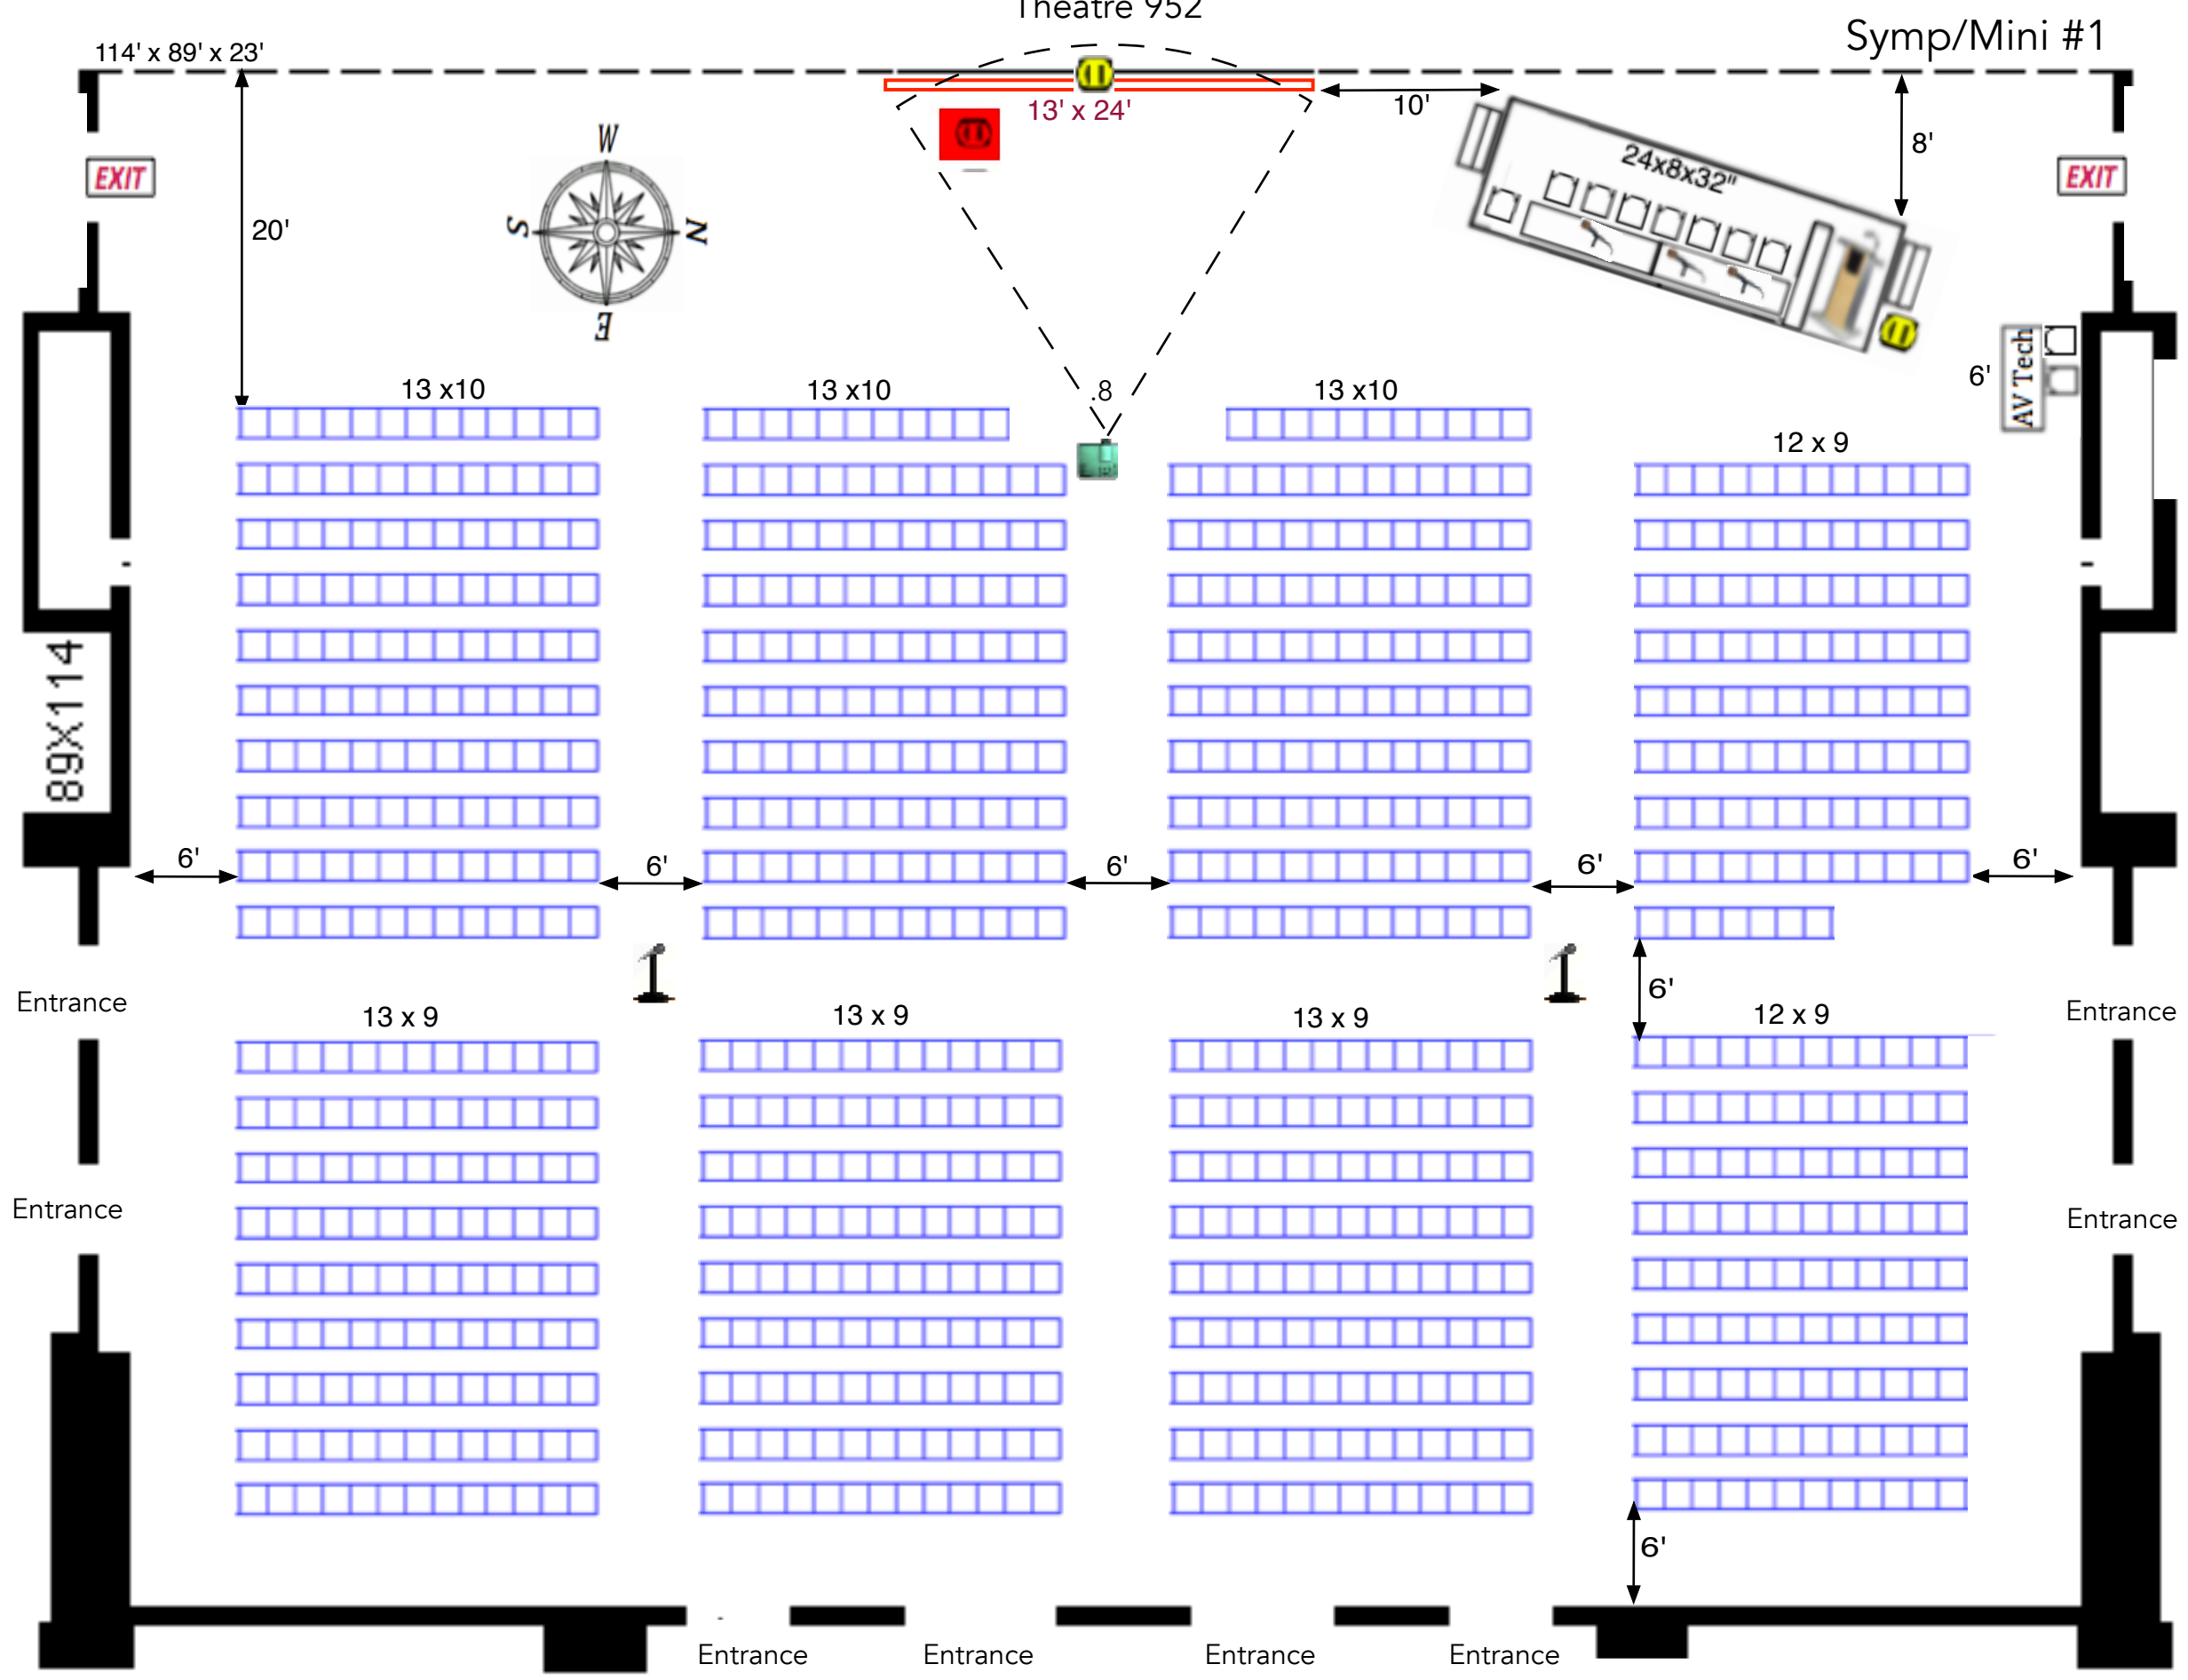 Theatre 952
Symp/Mini #1
114' x 89' x 23'
13' x 24'
10'
8'
24x8x32"
EXIT
EXIT
20'
W
S
N
E
AV Tech
6'
13 x10
13 x10
.8
13 x10
12 x 9
89X114
6'
6'
6'
6'
6'
6'
Entrance
Entrance
13 x 9
13 x 9
13 x 9
12 x 9
Entrance
Entrance
6'
Entrance
Entrance
Entrance
Entrance